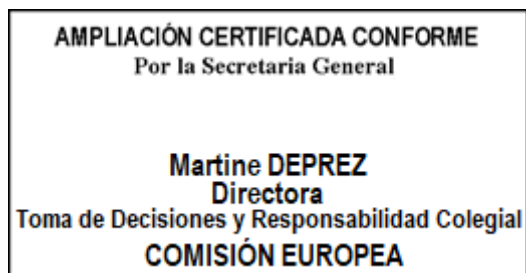 AMPLIACIÓN CERTIFICADA CONFORME
Por la Secretaria General
Martine DEPREZ
Directora
Toma de Decisiones y Responsabilidad Colegial
COMISIÓN EUROPEA